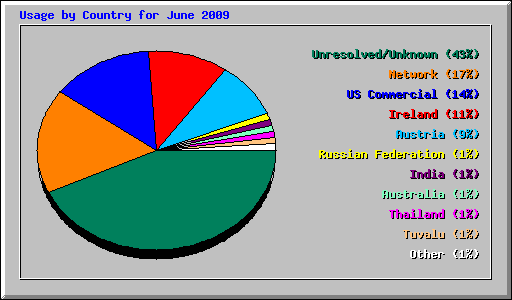 Usage by Country for June 2009
Unresolved/Unknown (43%)
Network (17%)
US Commercial (14%)
Ireland (11%)
Austria (9%)
Russian Federation (1%)
India (1%)
Australia (1%)
Thailand (1%)
Tuvalu (1%)
Other (1%)